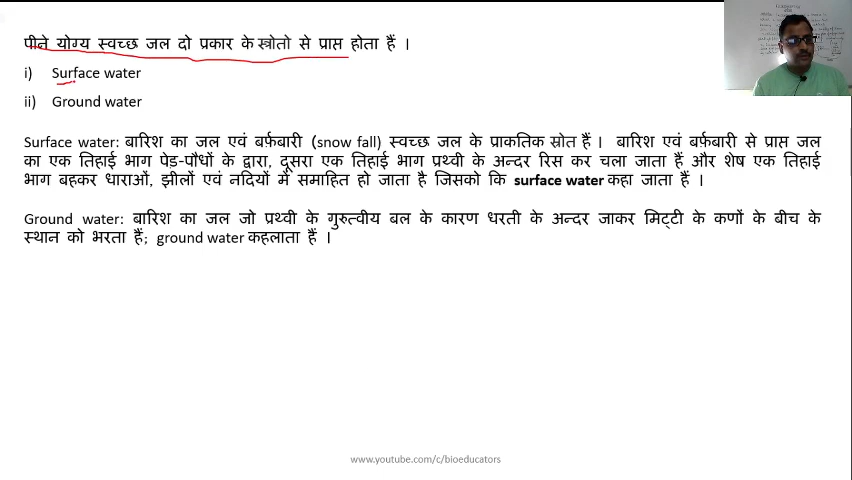 पीने योग्य स्वच्छ जल दो प्रकार के स्त्रोतो से प्राप्त होता हैं ।
i) Surface water
ii) Ground water
Surface water: बारिश का जल एवं बर्फ़बारी (snow fall) स्वच्छ जल के प्राकतिक स्रोत हैं । बारिश एवं बर्फ़बारी से प्राप्त जल
का एक तिहाई भाग पेड़-पौधों के द्वारा, दूसरा एक तिहाई भाग प्रथ्वी के अन्दर रिस कर चला जाता हैं और शेष एक तिहाई
भाग बहकर धाराओं, झीलों एवं नदियों में समाहित हो जाता है जिसको कि surface water कहा जाता हैं ।
Ground water: बारिश का जल जो प्रथ्वी के गुरुत्वीय बल के कारण धरती के अन्दर जाकर मिट्टी के कणों के बीच के
स्थान को भरता हैं; ground water कहलाता हैं ।
www.youtube.com/c/bioeducators